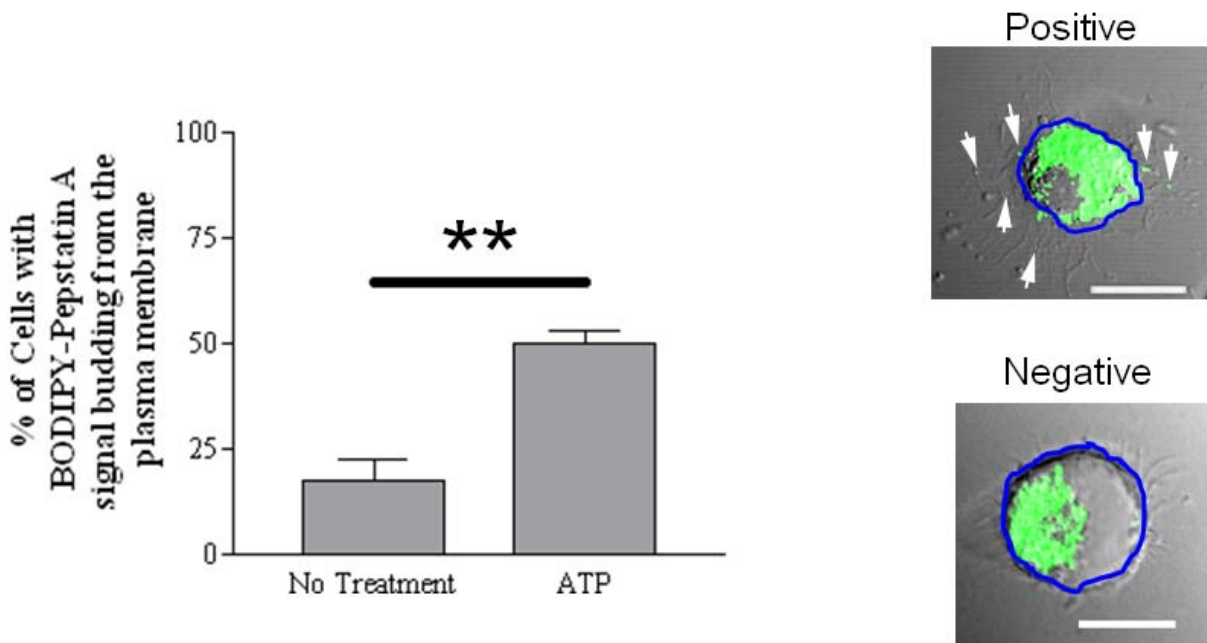 % of Cells with
BODIPY-Pepstatin A
signal budding from the
plasma membrane
100
75
50
25
0
**
No Treatment
ATP
Positive
Negative